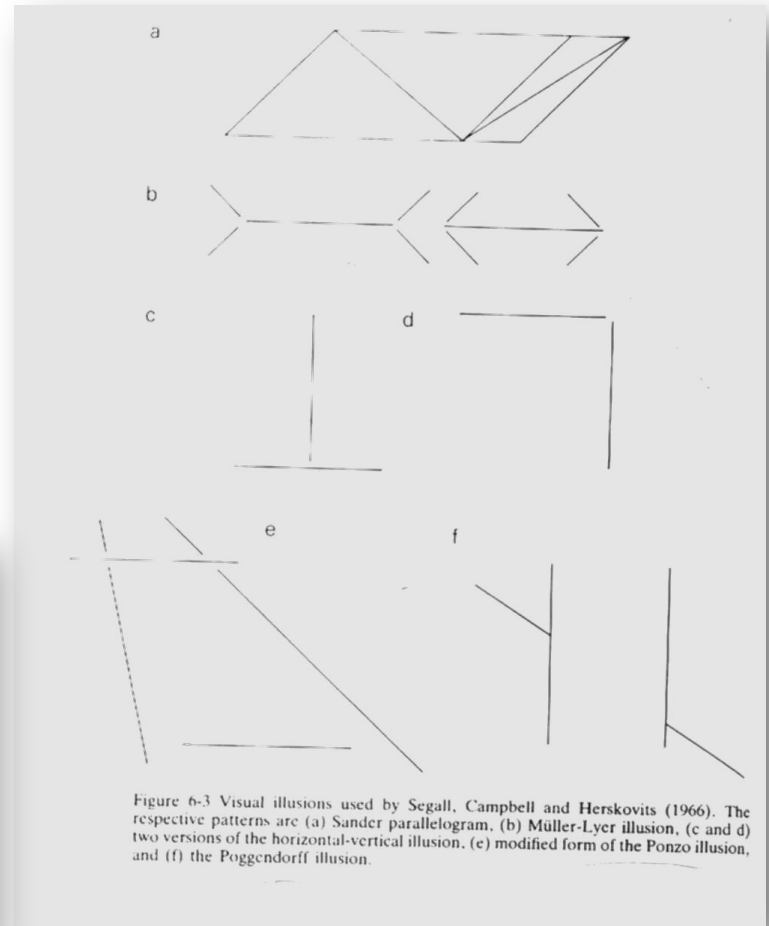 a
b
c
d
e
f
Figure 6-3 Visual illusions used by Segall, Campbell and Herskovits (1966). The
respective patterns are (a) Sander parallelogram, (b) Müller-Lyer illusion, (c and d)
two versions of the horizontal-vertical illusion, (e) modified form of the Ponzo illusion,
and (f) the Poggendorff illusion.